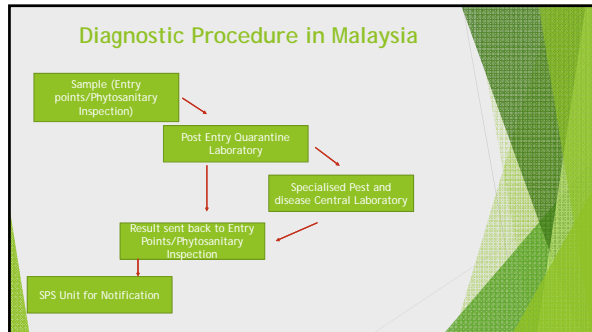 Diagnostic Procedure in Malaysia
Sample (Entry
points/Phytosanitary
Inspection)
Post Entry Quarantine
Laboratory
Specialised Pest and
disease Central Laboratory
Result sent back to Entry
Points/Phytosanitary
Inspection
SPS Unit for Notification